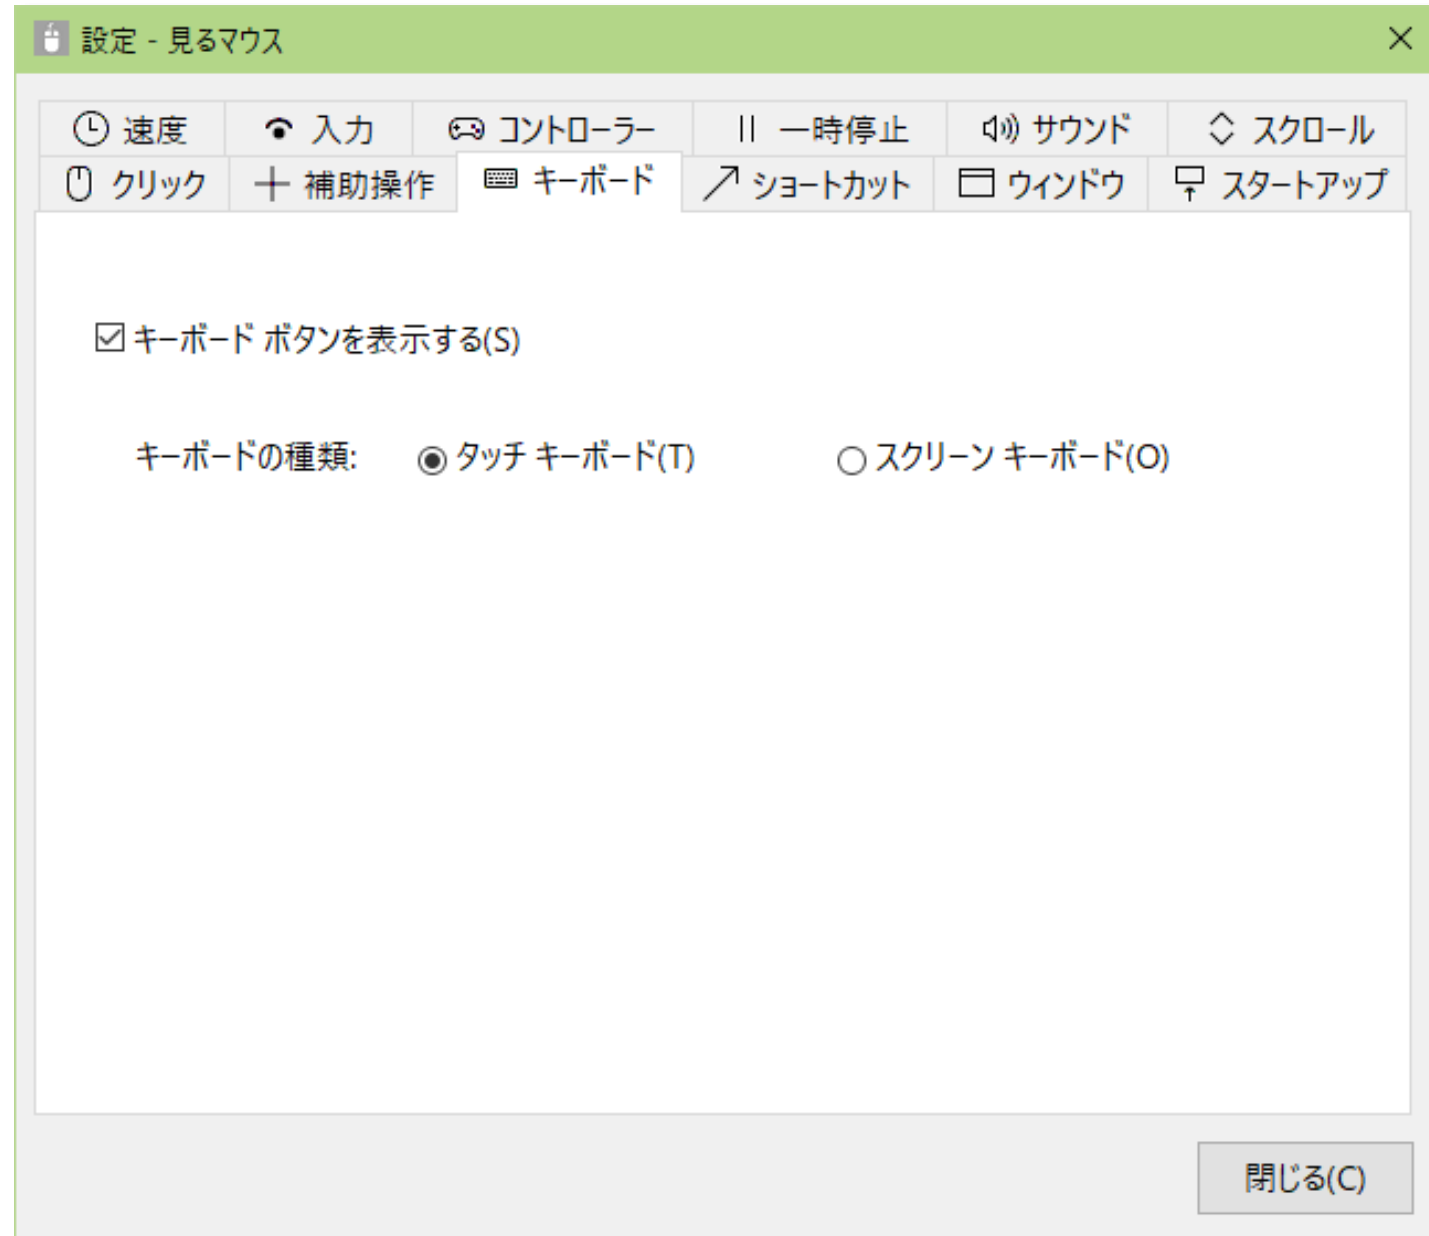 設定 - 見るマウス
速度 入力 コントローラー 一時停止 サウンド スクロール
クリック 補助操作 キーボード ショートカット ウィンドウ スタートアップ
キーボード ボタンを表示する(S)
キーボードの種類: タッチ キーボード(T) スクリーン キーボード(O)
閉じる(C)